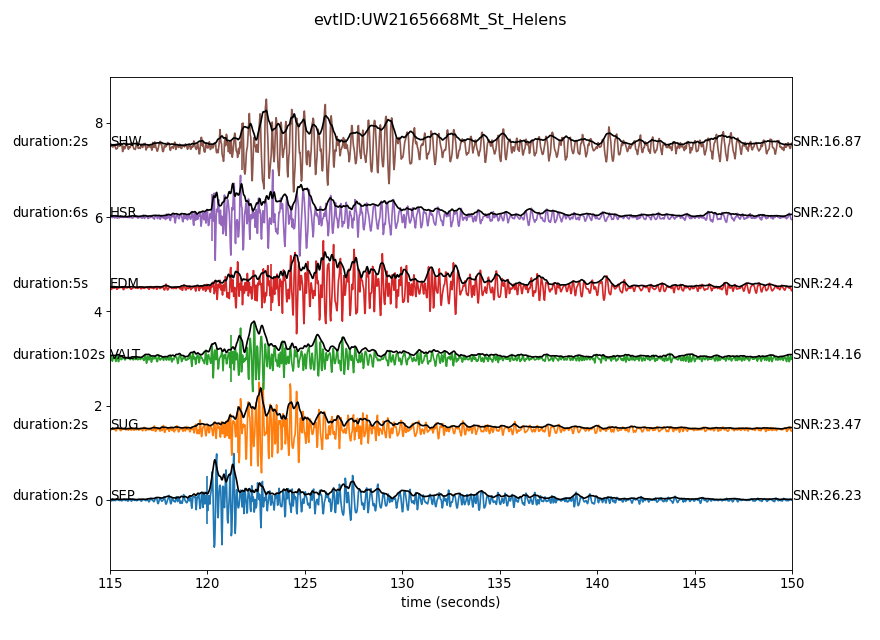 evtID:UW2165668Mt_St_Helens
8
duration:2s SHW SNR:16.87
duration:6s HSR SNR:22.0
6
duration:5s EDM SNR:24.4
4
duration:102s VALT SNR:14.16
2
duration:2s SUG SNR:23.47
duration:2s SEP SNR:26.23
0
115 120 125 130 135 140 145 150
time (seconds)